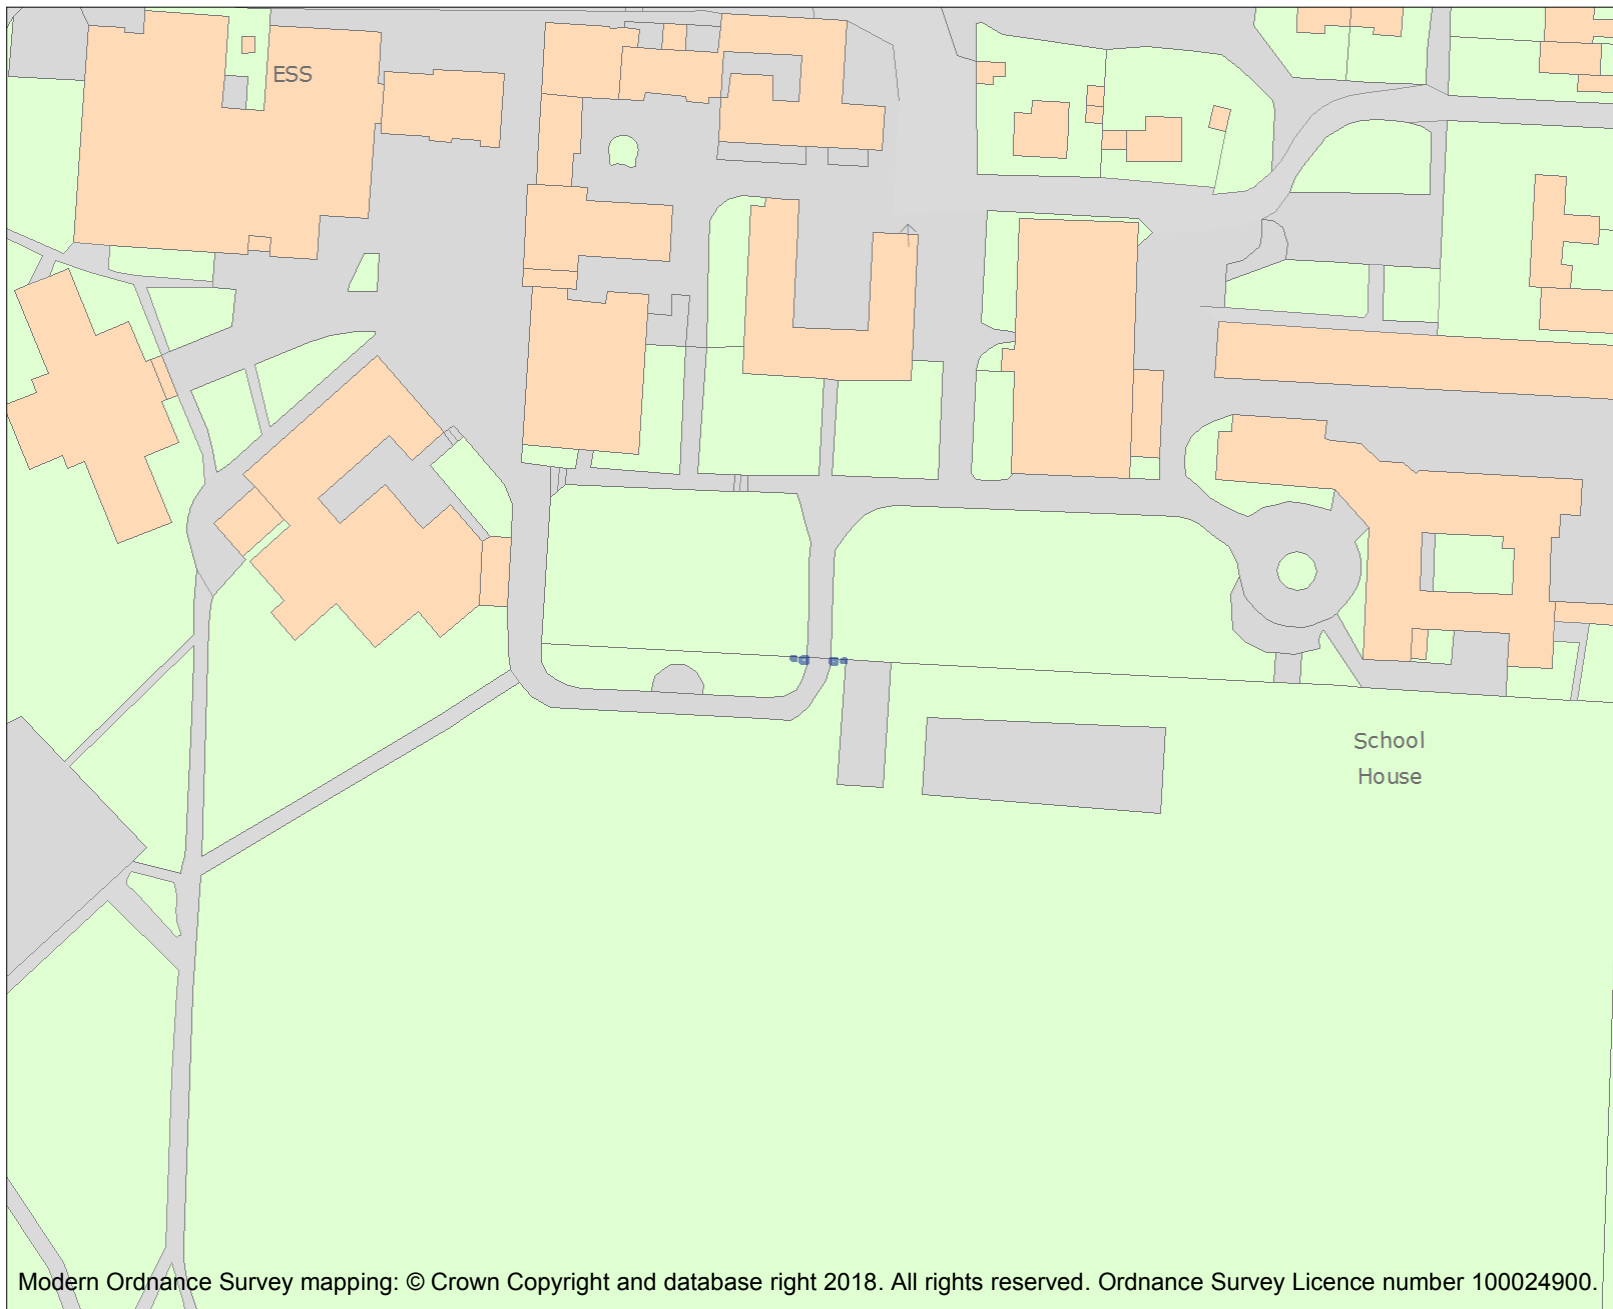 ESS
School
House
Modern Ordnance Survey mapping: © Crown Copyright and database right 2018. All rights reserved. Ordnance Survey Licence number 100024900.